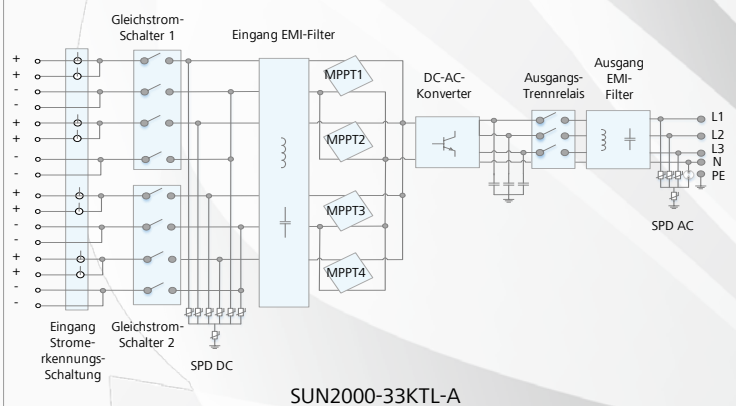 Gleichstrom-
Schalter 1
Eingang EMI-Filter
MPPT1
DC-AC-
Konverter
Ausgangs-
Trennrelais
Ausgang
EMI-
Filter
+
+
-
-
+
+
-
-
+
+
-
-
+
+
-
-
MPPT2
MPPT3
MPPT4
L1
L2
L3
N
PE
SPD AC
Eingang
Strome-
rkennungs-
Schaltung
Gleichstrom-
Schalter 2
SPD DC
SUN2000-33KTL-A